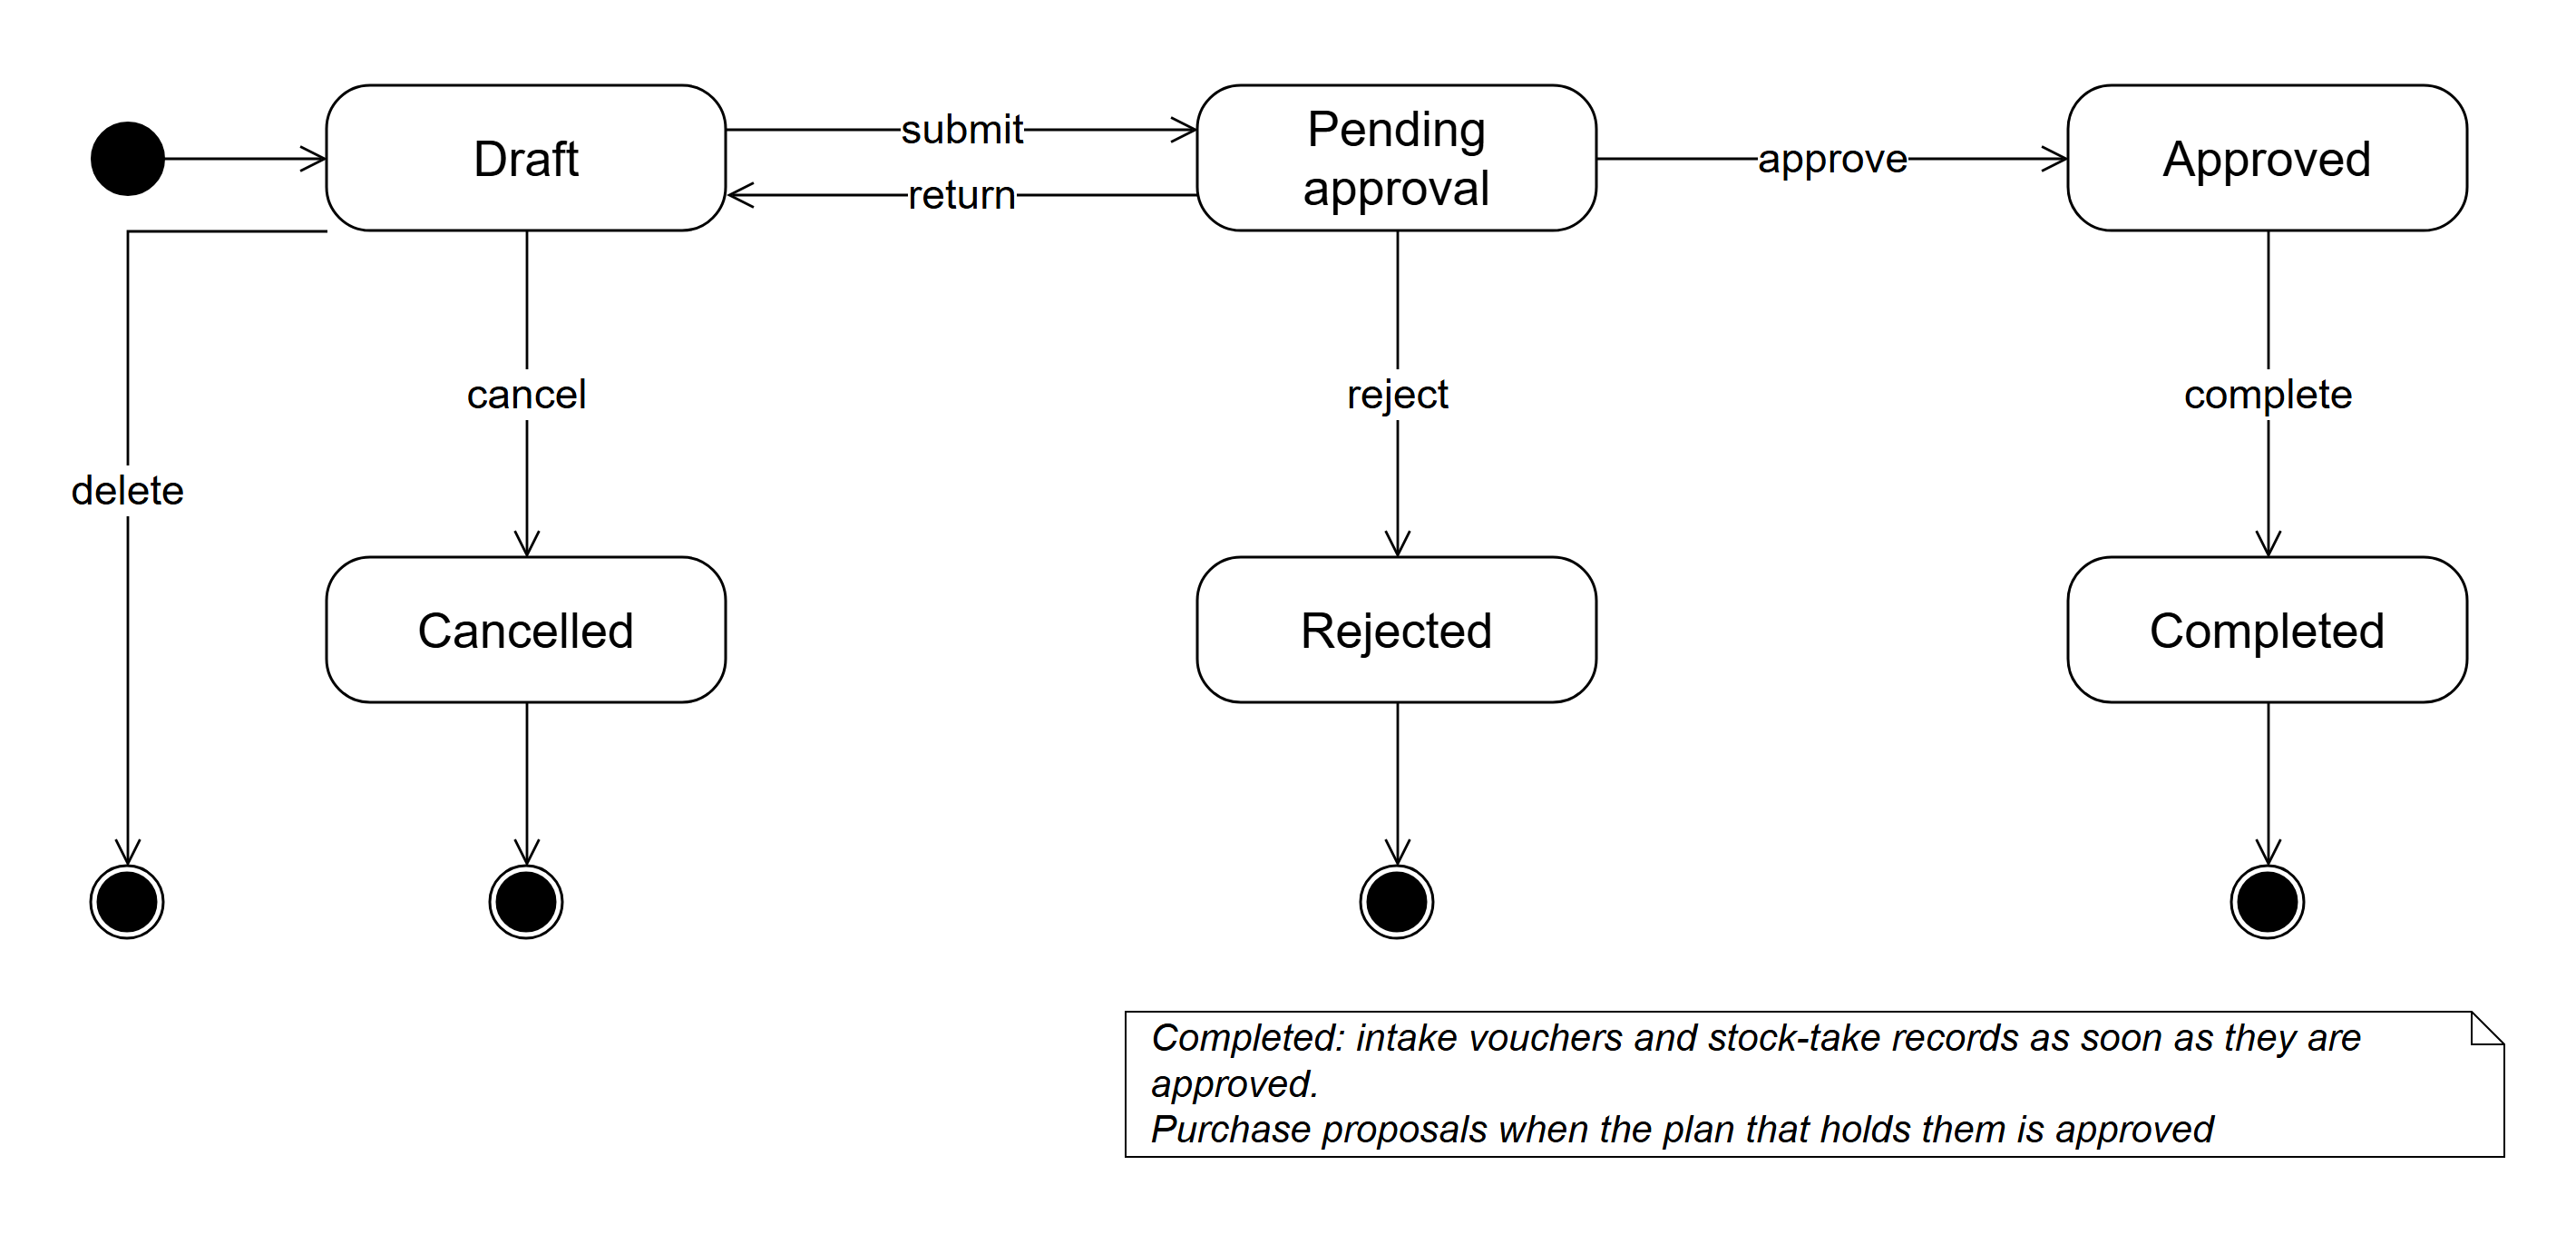 Draft
submit
return
Pending
approval
approve
Approved
cancel
reject
complete
delete
Cancelled
Rejected
Completed
Completed: intake vouchers and stock-take records as soon as they are
approved.
Purchase proposals when the plan that holds them is approved